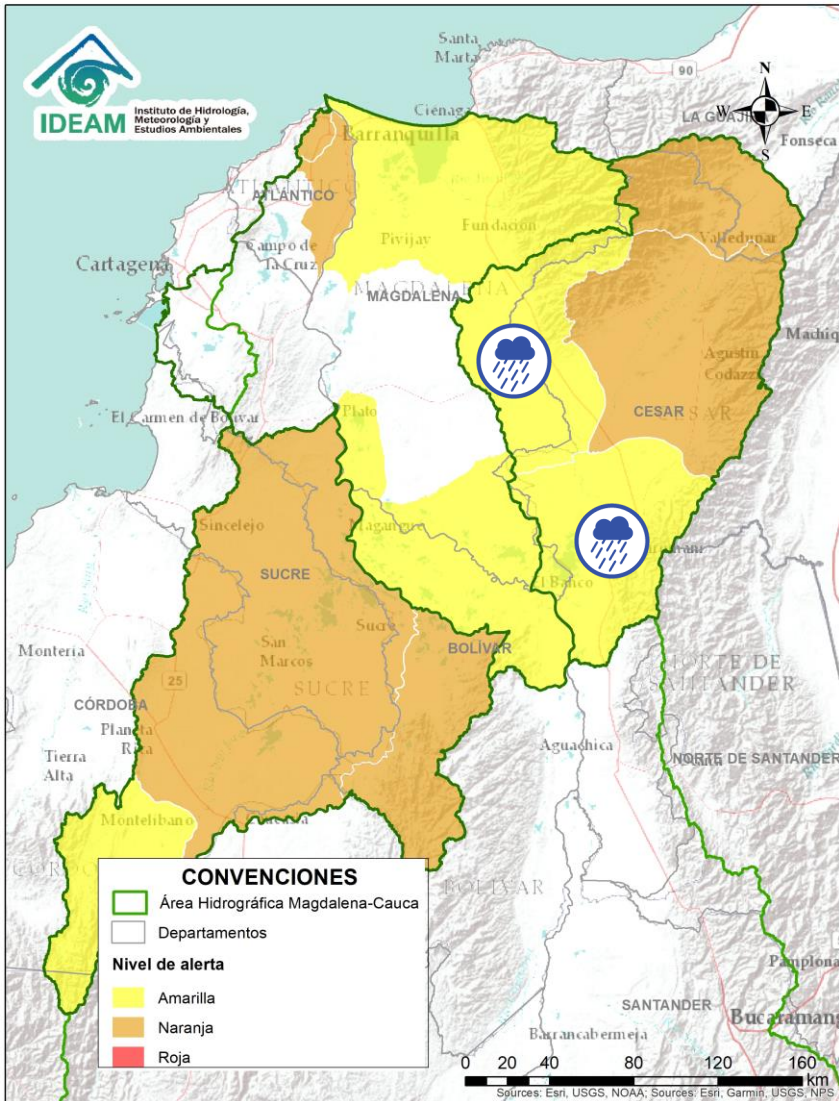 IDEAM
Instituto de Hidrología,
Meteorología y
Estudios Ambientales
Santa
Marta
90
N
E
S
LA GUAJIR
Fonseca
Ciénaga
Barranquilla
ATLÁNTICO
Fundación
Pivijay
Valledupar
Campo de
la Cruz
Cartagena
MAGDALENA
Agustín
Codazzi
Plato
CESAR
El Carmen de Bolívar
Sincelejo
Magangué
SUCRE
El Banco
Sucre
San
Marcos
BOLÍVAR
SUCRE
Montería
25
NORTE DE
SANTANDER
CÓRDOBA
Planeta
Rica
Tierra
Alta
Aguachica
NORTE DE SANTANDER
Montelíbano
BOLÍVAR
CONVENCIONES
Área Hidrográfica Magdalena-Cauca
Departamentos
Nivel de alerta
Amarilla
Naranja
Roja
Pamplona
SANTANDER
Bucaramang
Barrancabermeja
0 20 40 80 120 160
km
Sources: Esri, USGS, NOAA; Sources: Esri, Garmin, USGS, NPS